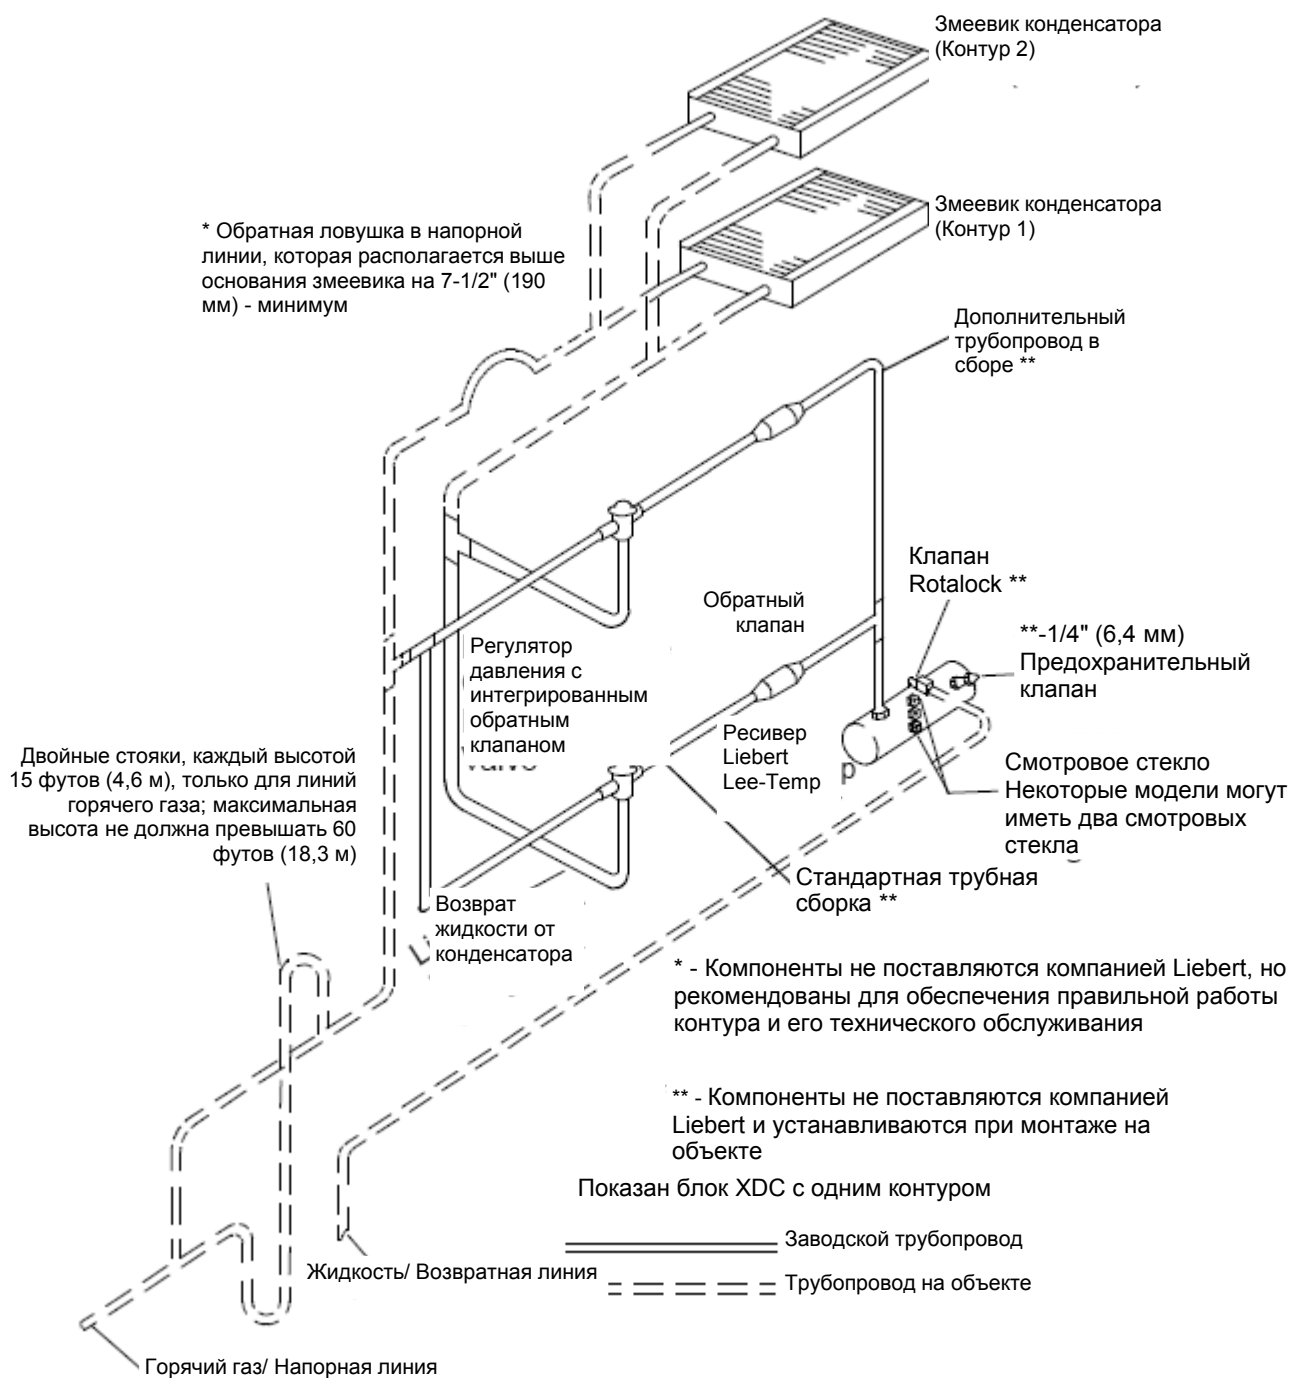 Змеевик конденсатора
(Контур 2)
Змеевик конденсатора
(Контур 1)
* Обратная ловушка в напорной
линии, которая располагается выше
основания змеевика на 7-1/2" (190
мм) - минимум
Дополнительный
трубопровод в
сборе **
Клапан
Rotalock **
Обратный
клапан
**-1/4" (6,4 мм)
Предохранительный
клапан
Регулятор
давления с
интегрированным
обратным
клапаном
Ресивер
Liebert
Lee-Temp
Двойные стояки, каждый высотой
15 футов (4,6 м), только для линий
горячего газа; максимальная
высота не должна превышать 60
футов (18,3 м)
Смотровое стекло
Некоторые модели могут
иметь два смотровых
стекла
Стандартная трубная
сборка **
Возврат
жидкости от
конденсатора
* - Компоненты не поставляются компанией Liebert, но
рекомендованы для обеспечения правильной работы
контура и его технического обслуживания
** - Компоненты не поставляются компанией
Liebert и устанавливаются при монтаже на
объекте
Показан блок XDC с одним контуром
Заводской трубопровод
Жидкость/ Возвратная линия
Трубопровод на объекте
Горячий газ/ Напорная линия